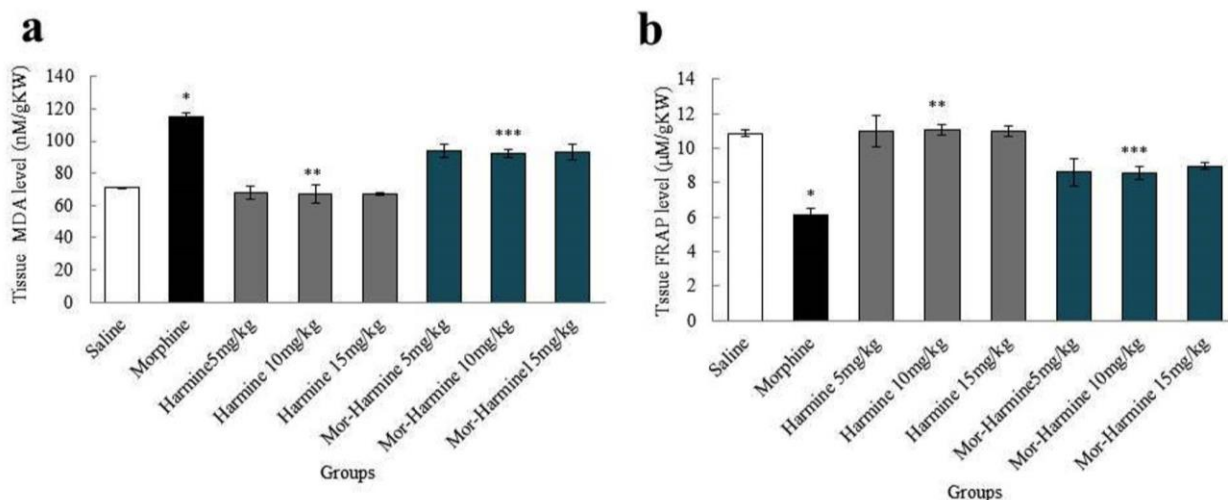 a
Tissue MDA level (nM/gKW)
140
120
100
80
60
40
20
0
*
**
***
Saline
Morphine
Harmine5mg/kg
Harmine 10mg/kg
Harmine 15mg/kg
Mor-Harmine 5mg/kg
Mor-Harmine 10mg/kg
Mor-Harmine15mg/kg
Groups
b
Tssue FRAP level (μM/gKW)
14
12
10
8
6
4
2
0
*
**
***
Saline
Morphine
Harmine 5mg/kg
Harmine 10mg/kg
Harmine 15mg/kg
Mor-Harmine5mg/kg
Mor-Harmine 10mg/kg
Mor-Harmine 15mg/kg
Groups